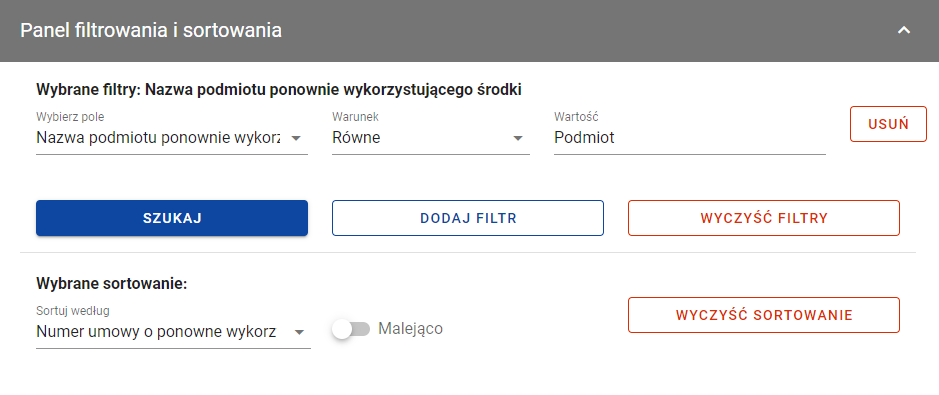 Panel filtrowania i sortowania
Wybrane filtry: Nazwa podmiotu ponownie wykorzystującego środki
Wybierz pole
Warunek
Wartość
Nazwa podmiotu ponownie wykorz
Równe
Podmiot
USUŃ
SZUKAJ
DODAJ FILTR
WYCZYŚĆ FILTRY
Wybrane sortowanie:
Sortuj według
Numer umowy o ponowne wykorz
Malejąco
WYCZYŚĆ SORTOWANIE